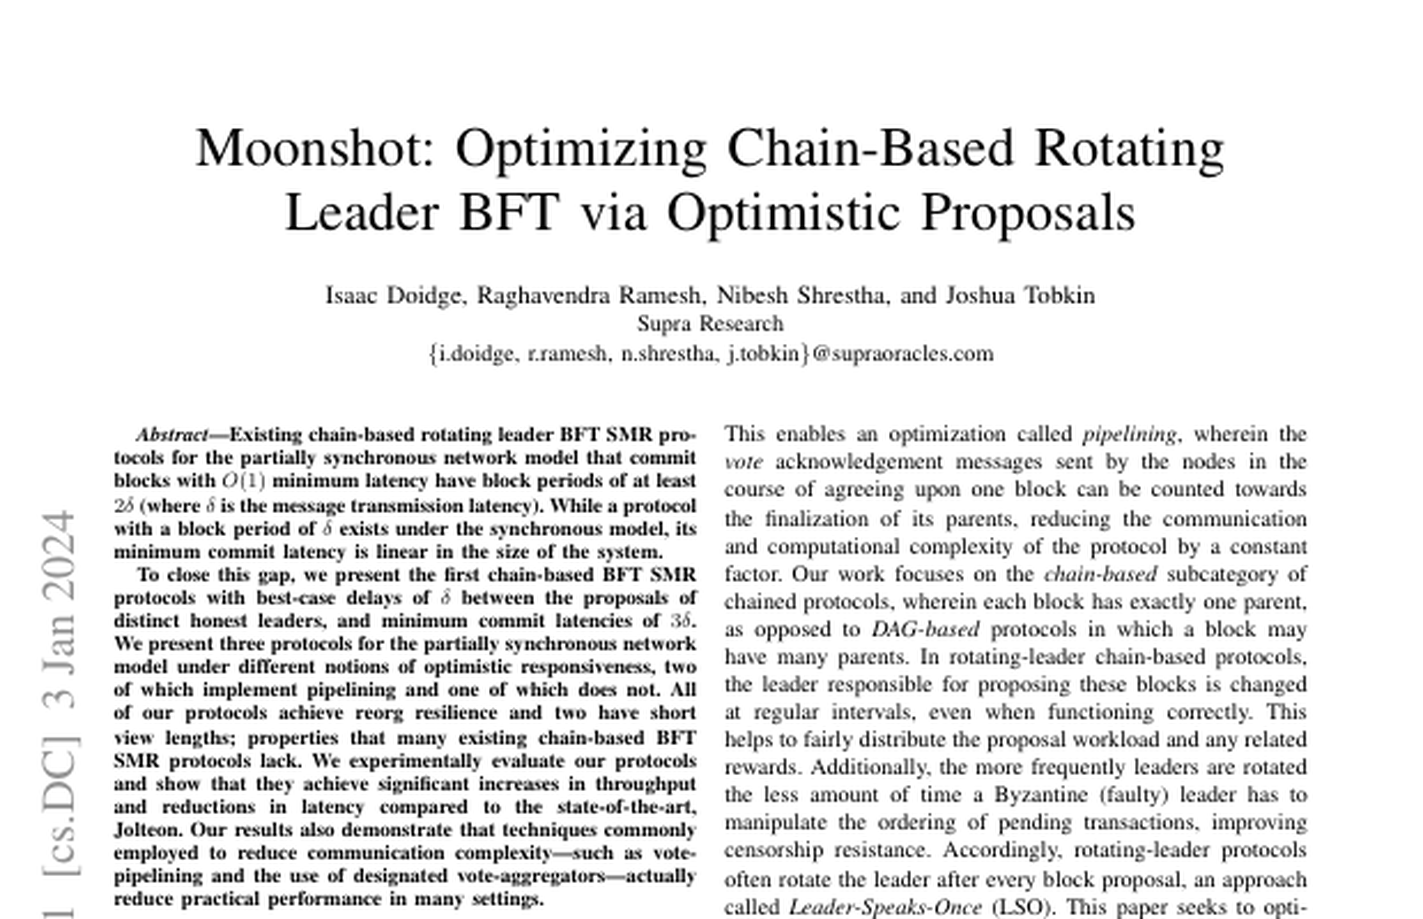 Moonshot: Optimizing Chain-Based Rotating
Leader BFT via Optimistic Proposals
Isaac Doidge, Raghavendra Ramesh, Nibesh Shrestha, and Joshua Tobkin
Supra Research
{i.doidge, r.ramesh, n.shrestha, j.tobkin}@supraoracles.com
Abstract—Existing chain-based rotating leader BFT SMR pro-
tocols for the partially synchronous network model that commit
blocks with O(1) minimum latency have block periods of at least
2δ (where δ is the message transmission latency). While a protocol
with a block period of δ exists under the synchronous model, its
minimum commit latency is linear in the size of the system.
To close this gap, we present the first chain-based BFT SMR
protocols with best-case delays of δ between the proposals of
distinct honest leaders, and minimum commit latencies of 3δ.
We present three protocols for the partially synchronous network
model under different notions of optimistic responsiveness, two
of which implement pipelining and one of which does not. All
of our protocols achieve reorg resilience and two have short
view lengths; properties that many existing chain-based BFT
SMR protocols lack. We experimentally evaluate our protocols
and show that they achieve significant increases in throughput
and reductions in latency compared to the state-of-the-art,
Jolteon. Our results also demonstrate that techniques commonly
employed to reduce communication complexity—such as vote-
pipelining and the use of designated vote-aggregators—actually
reduce practical performance in many settings.
This enables an optimization called pipelining, wherein the
vote acknowledgement messages sent by the nodes in the
course of agreeing upon one block can be counted towards
the finalization of its parents, reducing the communication
and computational complexity of the protocol by a constant
factor. Our work focuses on the chain-based subcategory of
chained protocols, wherein each block has exactly one parent,
as opposed to DAG-based protocols in which a block may
have many parents. In rotating-leader chain-based protocols,
the leader responsible for proposing these blocks is changed
at regular intervals, even when functioning correctly. This
helps to fairly distribute the proposal workload and any related
rewards. Additionally, the more frequently leaders are rotated
the less amount of time a Byzantine (faulty) leader has to
manipulate the ordering of pending transactions, improving
censorship resistance. Accordingly, rotating-leader protocols
often rotate the leader after every block proposal, an approach
called Leader-Speaks-Once (LSO). This paper seeks to opti-
[cs.DC] 3 Jan 2024